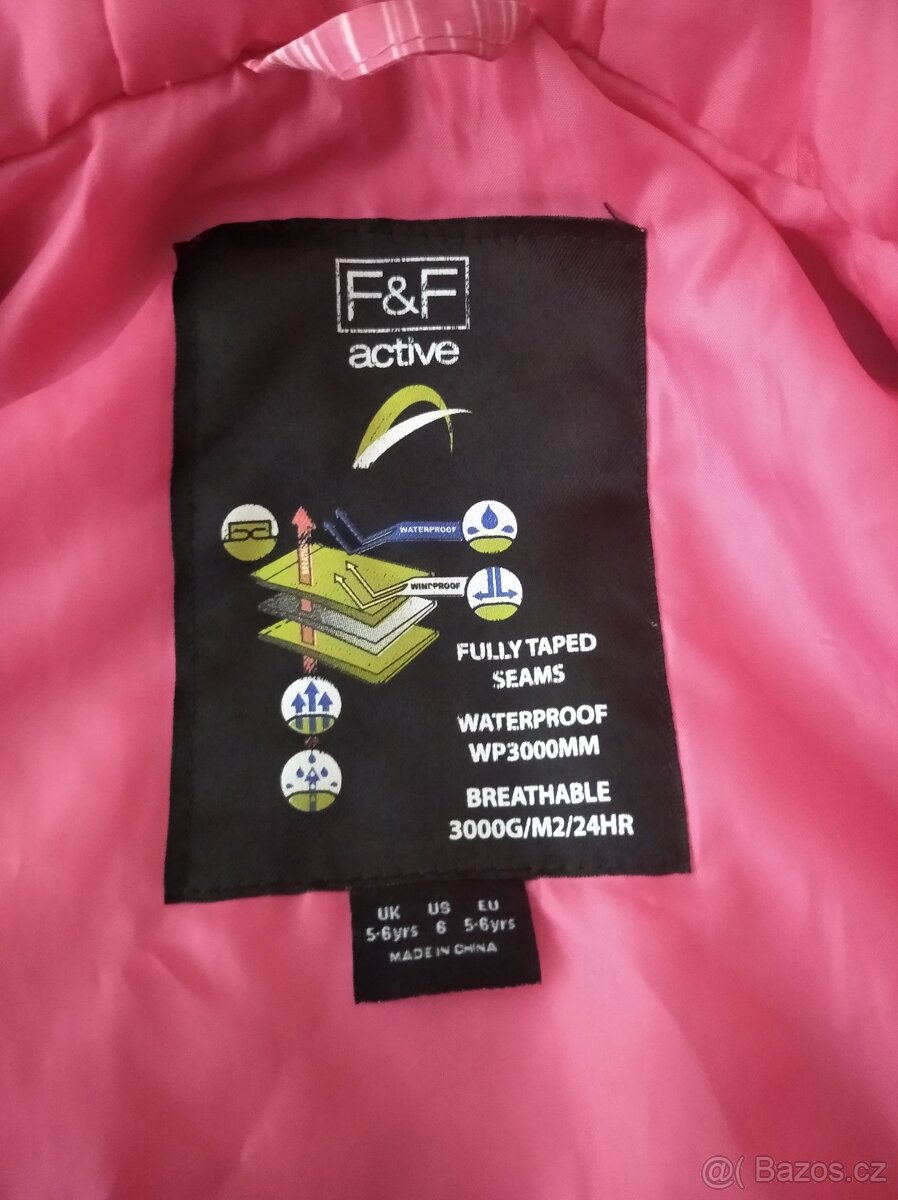 F&F
active
WATERPROOF
BREATHABLE
WINDPROOF
FULLY TAPED
SEAMS
WATERPROOF
WP3000MM
BREATHABLE
3000G/M2/24HR
UK US EU
5-6yrs 6 5-6yrs
MADE IN CHINA
@( Bazos.cz